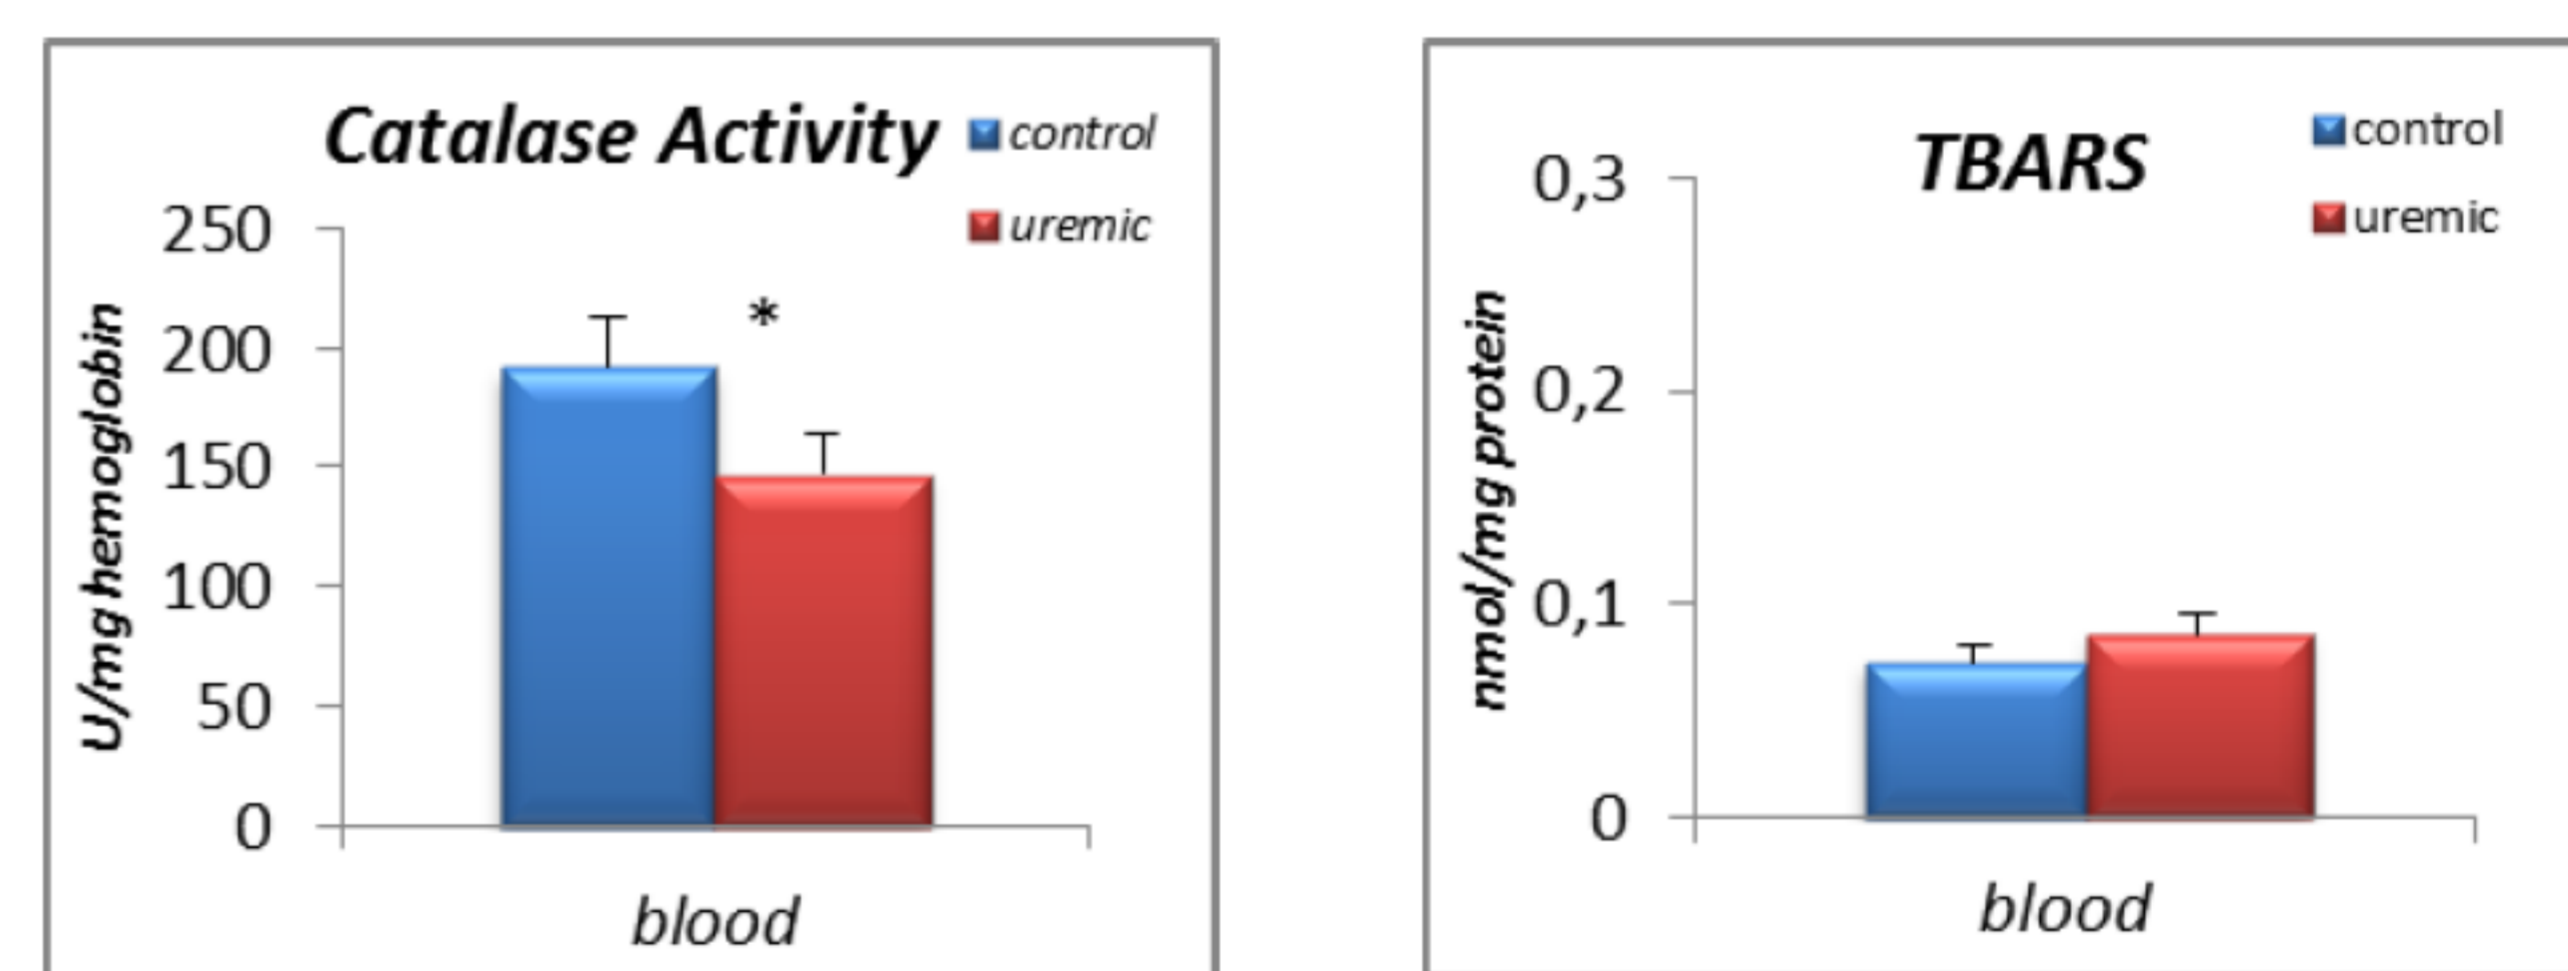 Catalase Activity
control
uremic
250
200
150
100
50
0
U/mg hemoglobin
*
blood
TBARS
control
uremic
0,3
0,2
0,1
0
nmol/mg protein
blood